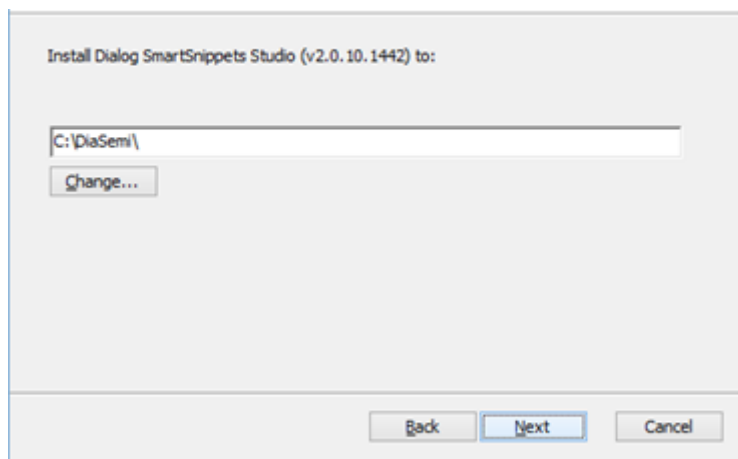 Install Dialog SmartSnippets Studio (v2.0.10.1442) to:
C:\DiaSemi\
Change...
Back Next Cancel